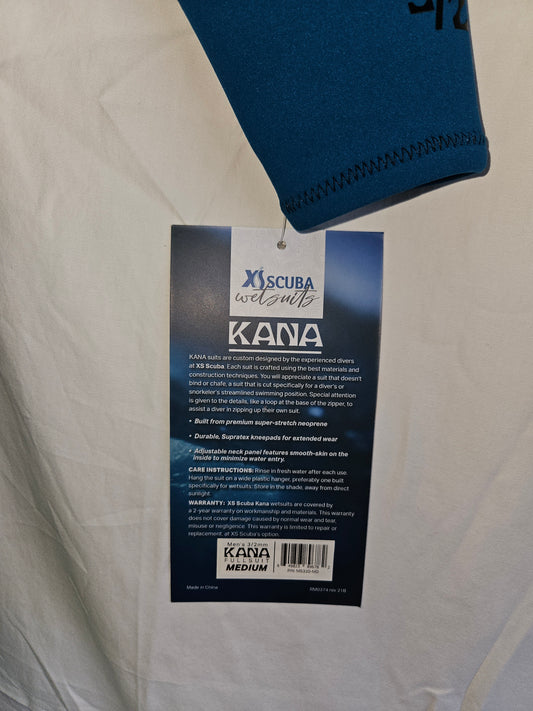 3/2
XS SCUBA
wetsuits
KANA
KANA suits are custom designed by the experienced divers
at XS Scuba. Each suit is crafted using the best materials and
construction techniques. You will appreciate a suit that doesn't
bind or chafe, a suit that is cut specifically for a diver's or
snorkeler's streamlined swimming position. Special attention
is given to the details, like a loop at the base of the zipper, to
assist a diver in zipping up their own suit.
• Built from premium super-stretch neoprene
• Durable, Supratex kneepads for extended wear
• Adjustable neck panel features smooth-skin on the
inside to minimize water entry.
CARE INSTRUCTIONS: Rinse in fresh water after each use.
Hang the suit on a wide plastic hanger, preferably one built
specifically for wetsuits. Store in the shade, away from direct
sunlight.
WARRANTY: XS Scuba Kana wetsuits are covered by
a 2-year warranty on workmanship and materials. This warranty
does not cover damage caused by normal wear and tear,
misuse or negligence. This warranty is limited to repair or
replacement, at XS Scuba's option.
Men's 3/2mm
KANA
FULLSUIT
MEDIUM
Made in China